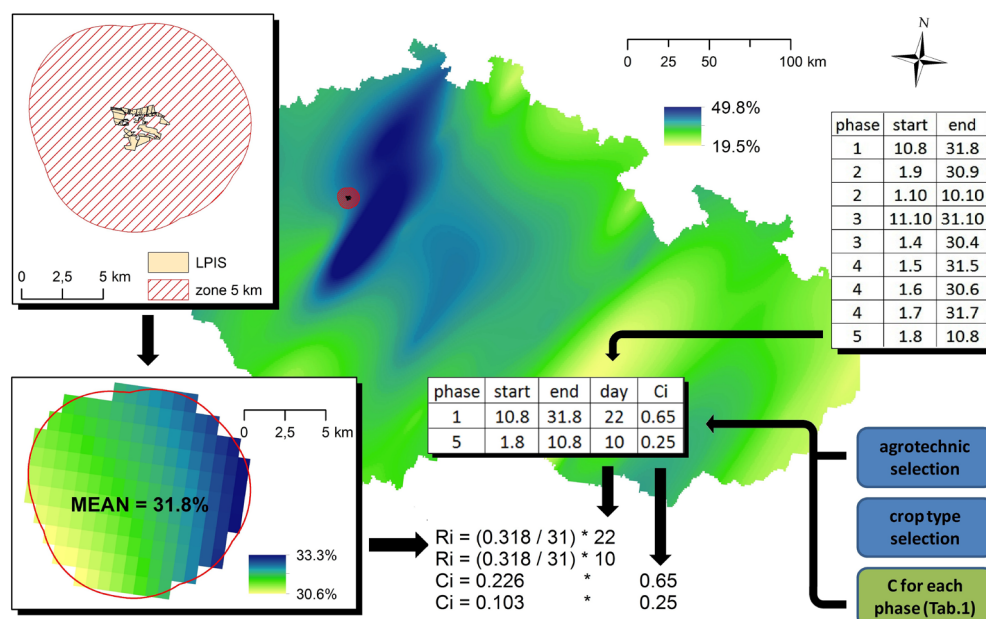 N
0 25 50 100 km
49.8%
19.5%
LPIS
0 2,5 5 km
zone 5 km
phase start end
1 10.8 31.8
2 1.9 30.9
2 1.10 10.10
3 11.10 31.10
3 1.4 30.4
4 1.5 31.5
4 1.6 30.6
4 1.7 31.7
5 1.8 10.8
0 2,5 5 km
MEAN = 31.8%
33.3%
30.6%
phase start end day Ci
1 10.8 31.8 22 0.65
5 1.8 10.8 10 0.25
Ri = (0.318 / 31) * 22
Ri = (0.318 / 31) * 10
Ci = 0.226 * 0.65
Ci = 0.103 * 0.25
agrotechnic
selection
crop type
selection
C for each
phase (Tab.1)